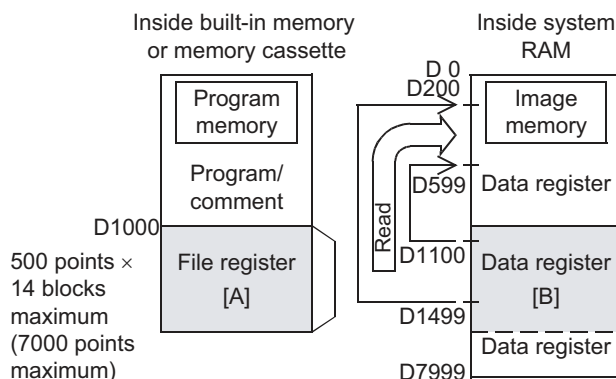 Inside built-in memory
or memory cassette
Program
memory
Program/
comment
D1000
File register
[A]
500 points ×
14 blocks
maximum
(7000 points
maximum)
Inside system
RAM
D 0
D200
Image
memory
Read
D599
Data register
D1100
Data register
[B]
D1499
Data register
D7999